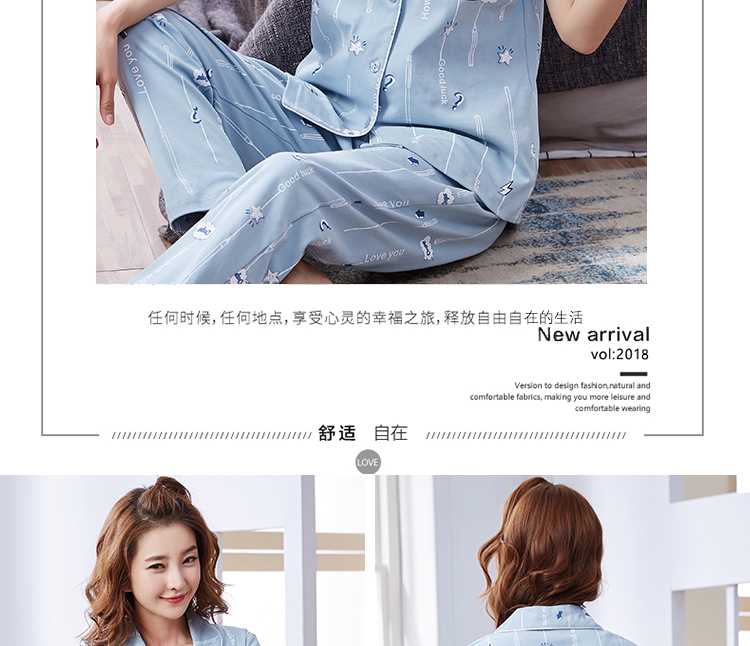 Love you
How
Good luck
Good luck
Love You
Love you
任何时候，任何地点，享受心灵的幸福之旅，释放自由自在的生活
New arrival
vol:2018
Version to design fashion,natural and
comfortable fabrics, making you more leisure and
comfortable wearing
舒适 自在
LOVE